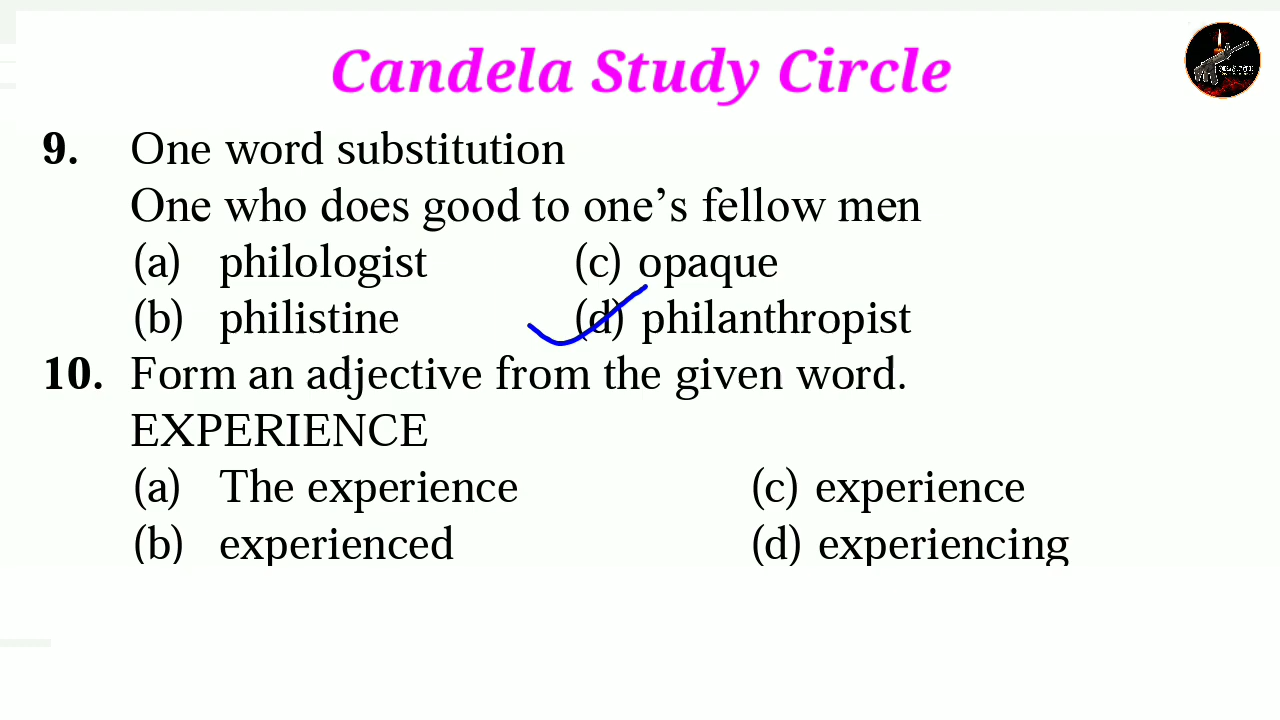 Candela Study Circle
9. One word substitution
One who does good to one’s fellow men
(a) philologist (c) opaque
(b) philistine (d) philanthropist
10. Form an adjective from the given word.
EXPERIENCE
(a) The experience (c) experience
(b) experienced (d) experiencing